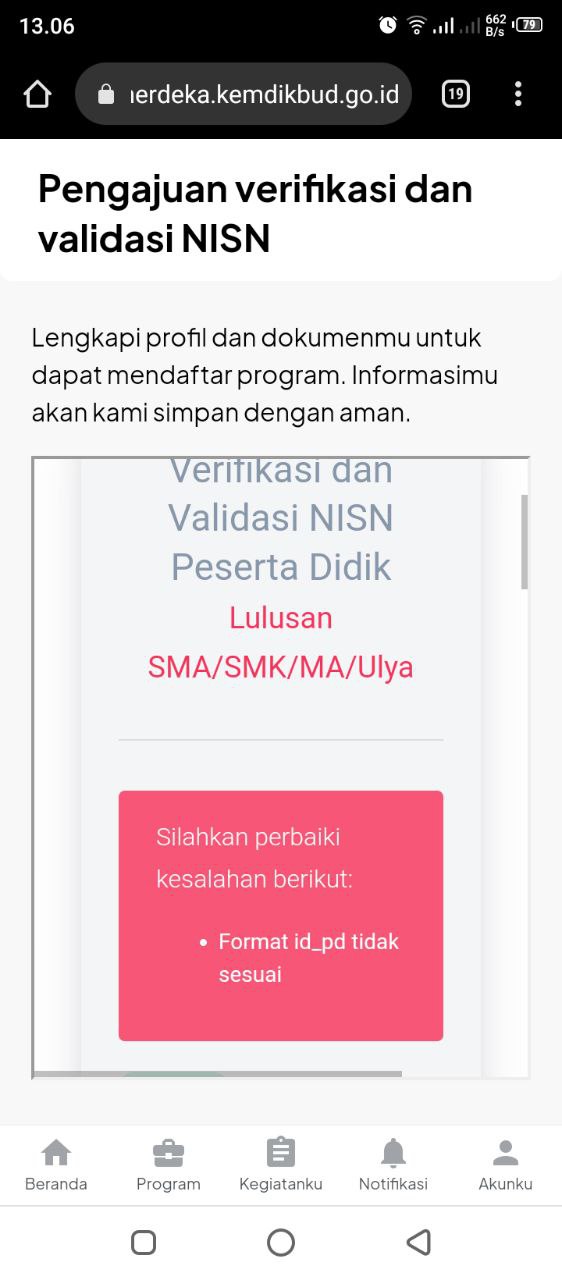 13.06
662
B/s
79
nerdeka.kemdikbud.go.id
19
Pengajuan verifikasi dan
validasi NISN
Lengkapi profil dan dokumenmu untuk
dapat mendaftar program. Informasimu
akan kami simpan dengan aman.
Verifikasi dan
Validasi NISN
Peserta Didik
Lulusan
SMA/SMK/MA/Ulya
Silahkan perbaiki
kesalahan berikut:
• Format id_pd tidak
sesuai
Beranda
Program
Kegiatanku
Notifikasi
Akunku